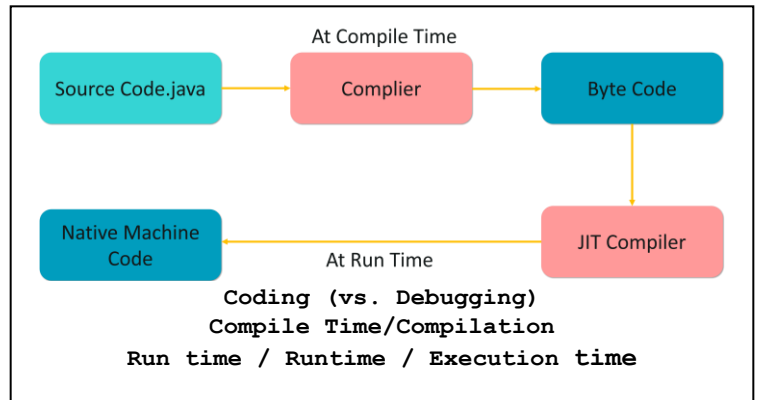 At Compile Time
Source Code.java
Complier
Byte Code
Native Machine
Code
At Run Time
JIT Compiler
Coding (vs. Debugging)
Compile Time/Compilation
Run time / Runtime / Execution time